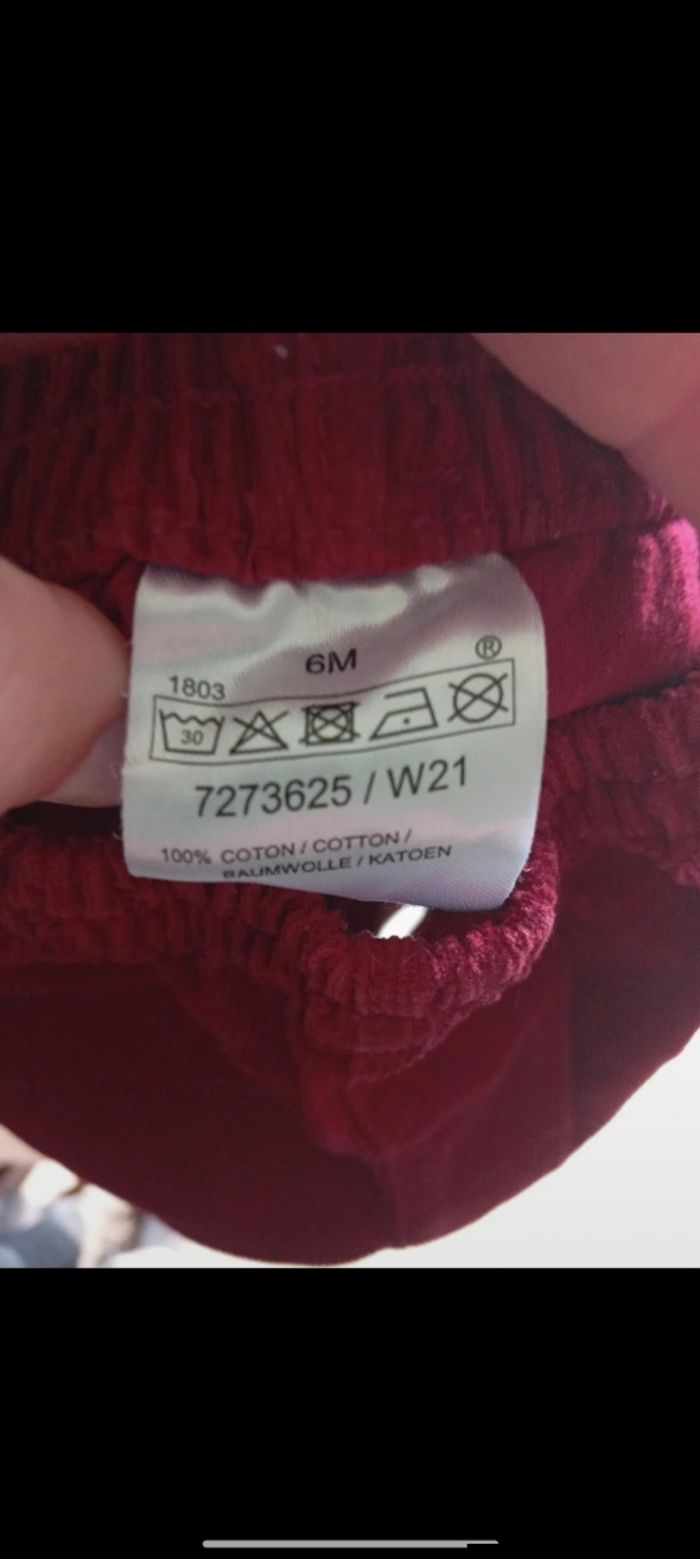 6M
®
1803
30
7273625 / W21
100% COTON / COTTON /
BAUMWOLLE / KATOEN